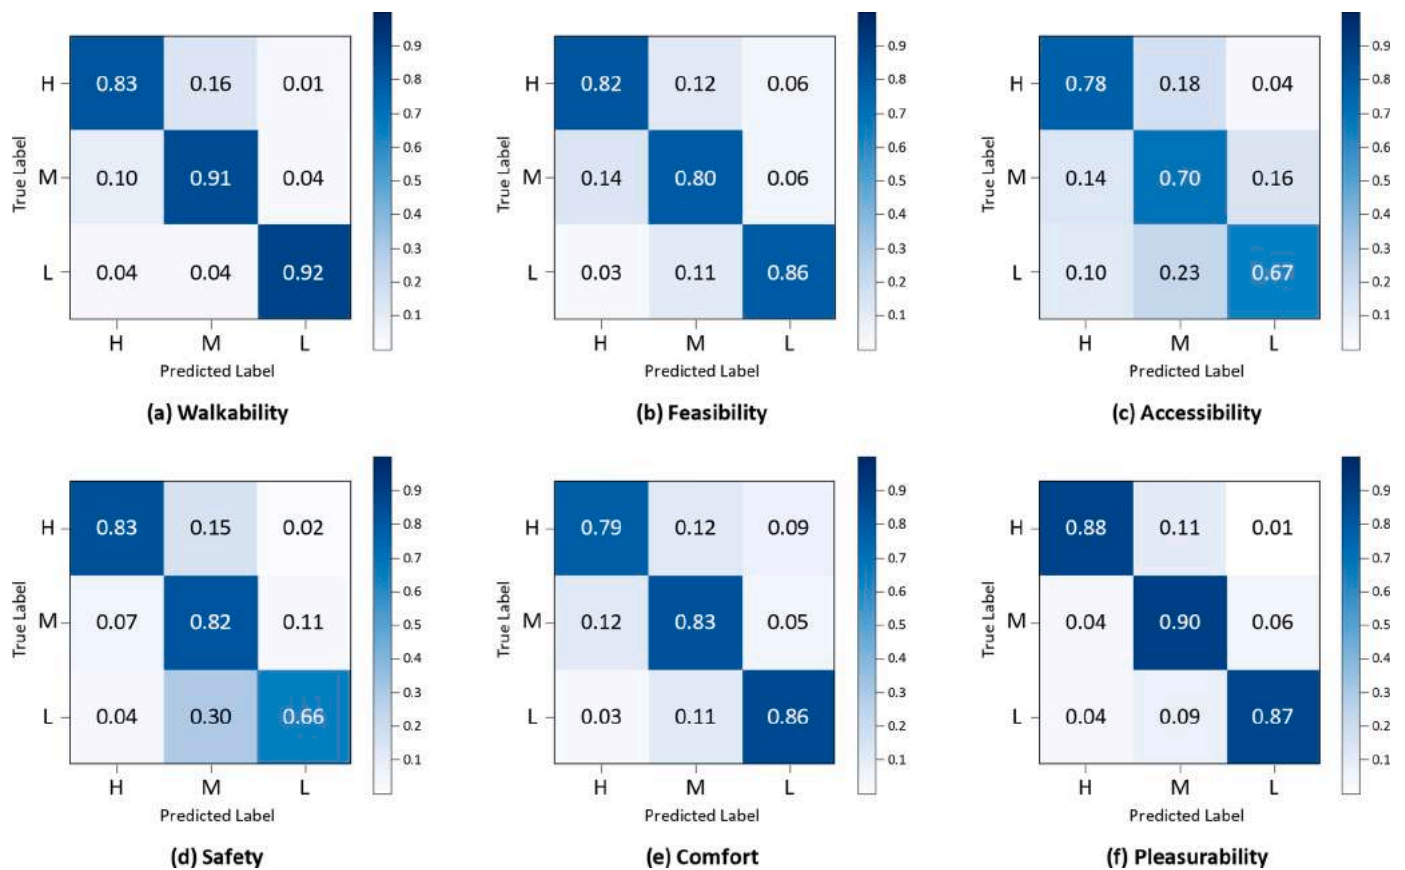 0.9 0.9 0.9
H 0.83 0.16 0.01 0.8 H 0.82 0.12 0.06 0.8 H 0.78 0.18 0.04 0.8
0.7 0.7 0.7
0.6 0.6 0.6
True Label M 0.10 0.91 0.04 0.5 True Label M 0.14 0.80 0.06 0.5 True Label M 0.14 0.70 0.16 0.5
0.4 0.4 0.4
0.3 0.3 0.3
L 0.04 0.04 0.92 0.2 L 0.03 0.11 0.86 0.2 L 0.10 0.23 0.67 0.2
0.1 0.1 0.1
H M L H M L H M L
Predicted Label Predicted Label Predicted Label
(a) Walkability (b) Feasibility (c) Accessibility
0.9 0.9 0.9
H 0.83 0.15 0.02 0.8 H 0.79 0.12 0.09 0.8 H 0.88 0.11 0.01 0.8
0.7 0.7 0.7
0.6 0.6 0.6
True Label M 0.07 0.82 0.11 0.5 True Label M 0.12 0.83 0.05 0.5 True Label M 0.04 0.90 0.06 0.5
0.4 0.4 0.4
0.3 0.3 0.3
L 0.04 0.30 0.66 0.2 L 0.03 0.11 0.86 0.2 L 0.04 0.09 0.87 0.2
0.1 0.1 0.1
H M L H M L H M L
Predicted Label Predicted Label Predicted Label
(d) Safety (e) Comfort (f) Pleasurability